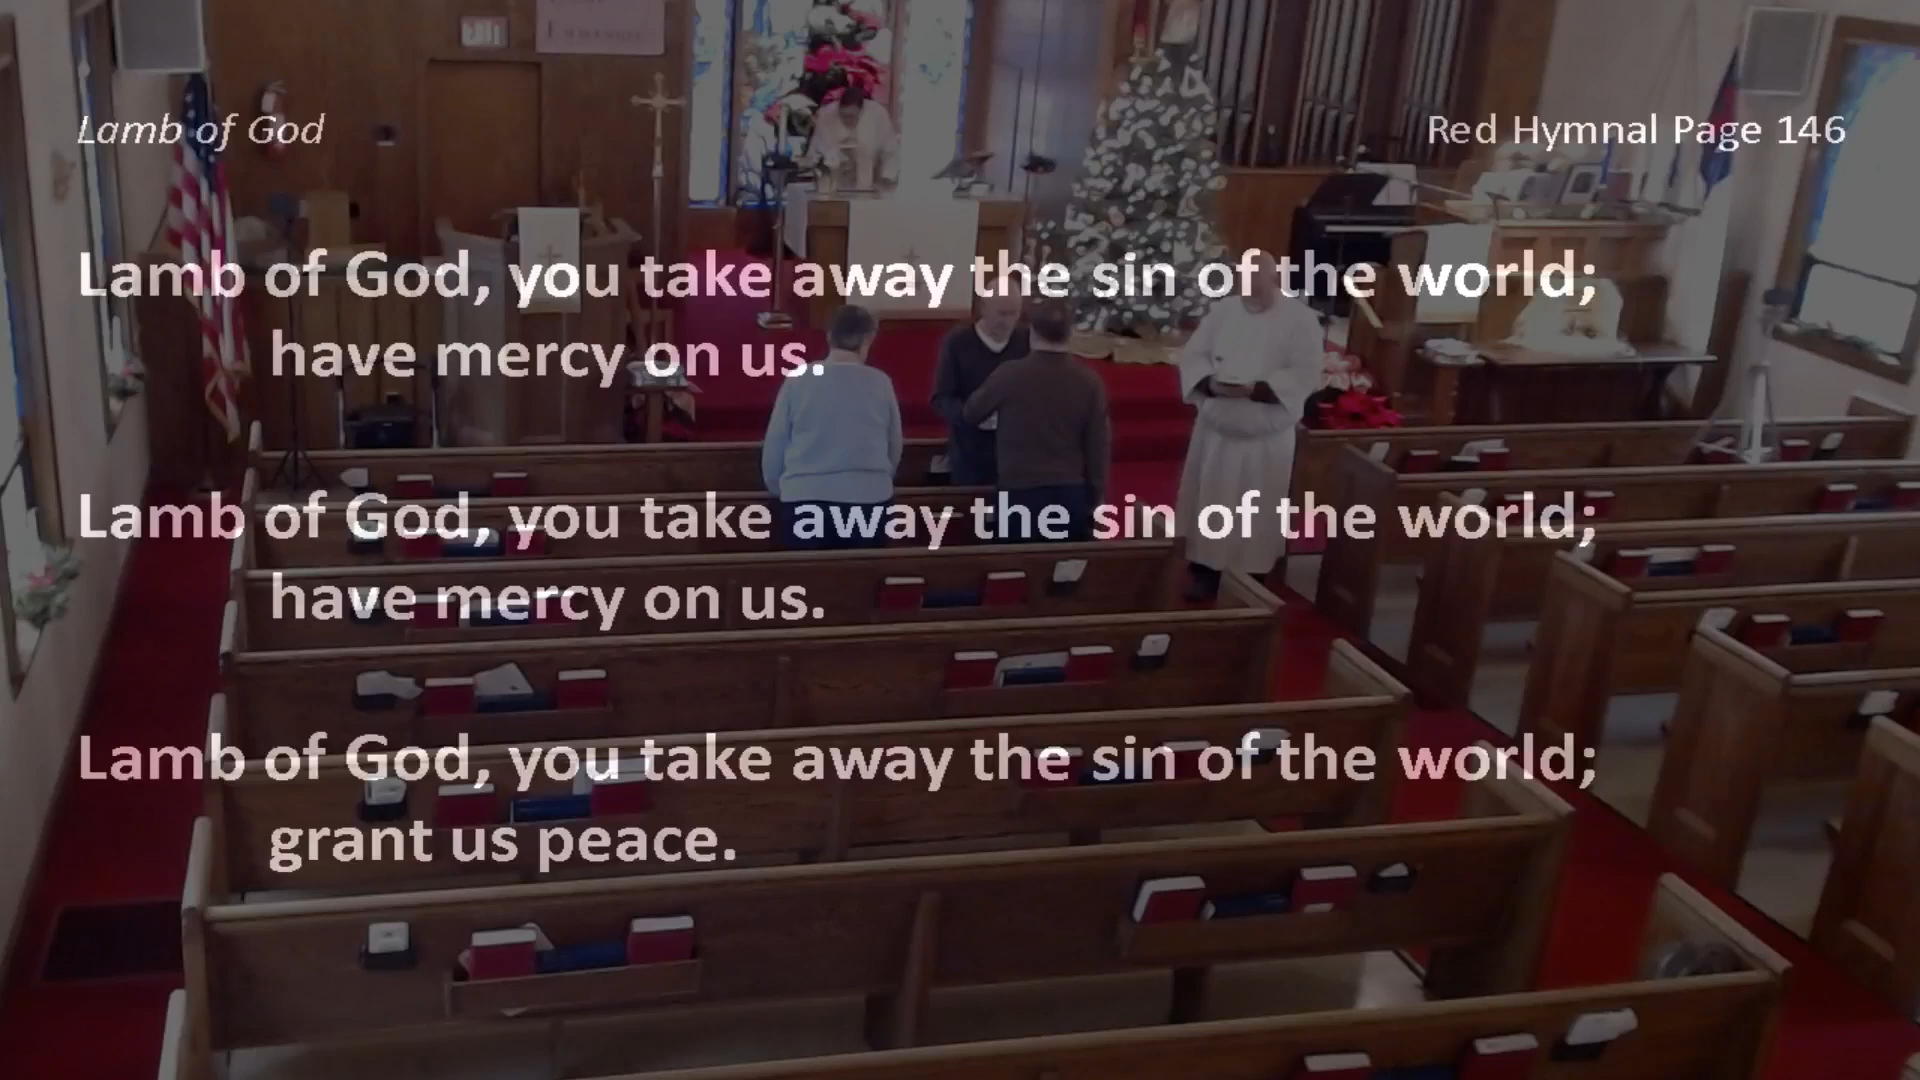 Lamb of God
Red Hymnal Page 146
Lamb of God, you take away the sin of the world;
have mercy on us.
Lamb of God, you take away the sin of the world;
have mercy on us.
Lamb of God, you take away the sin of the world;
grant us peace.